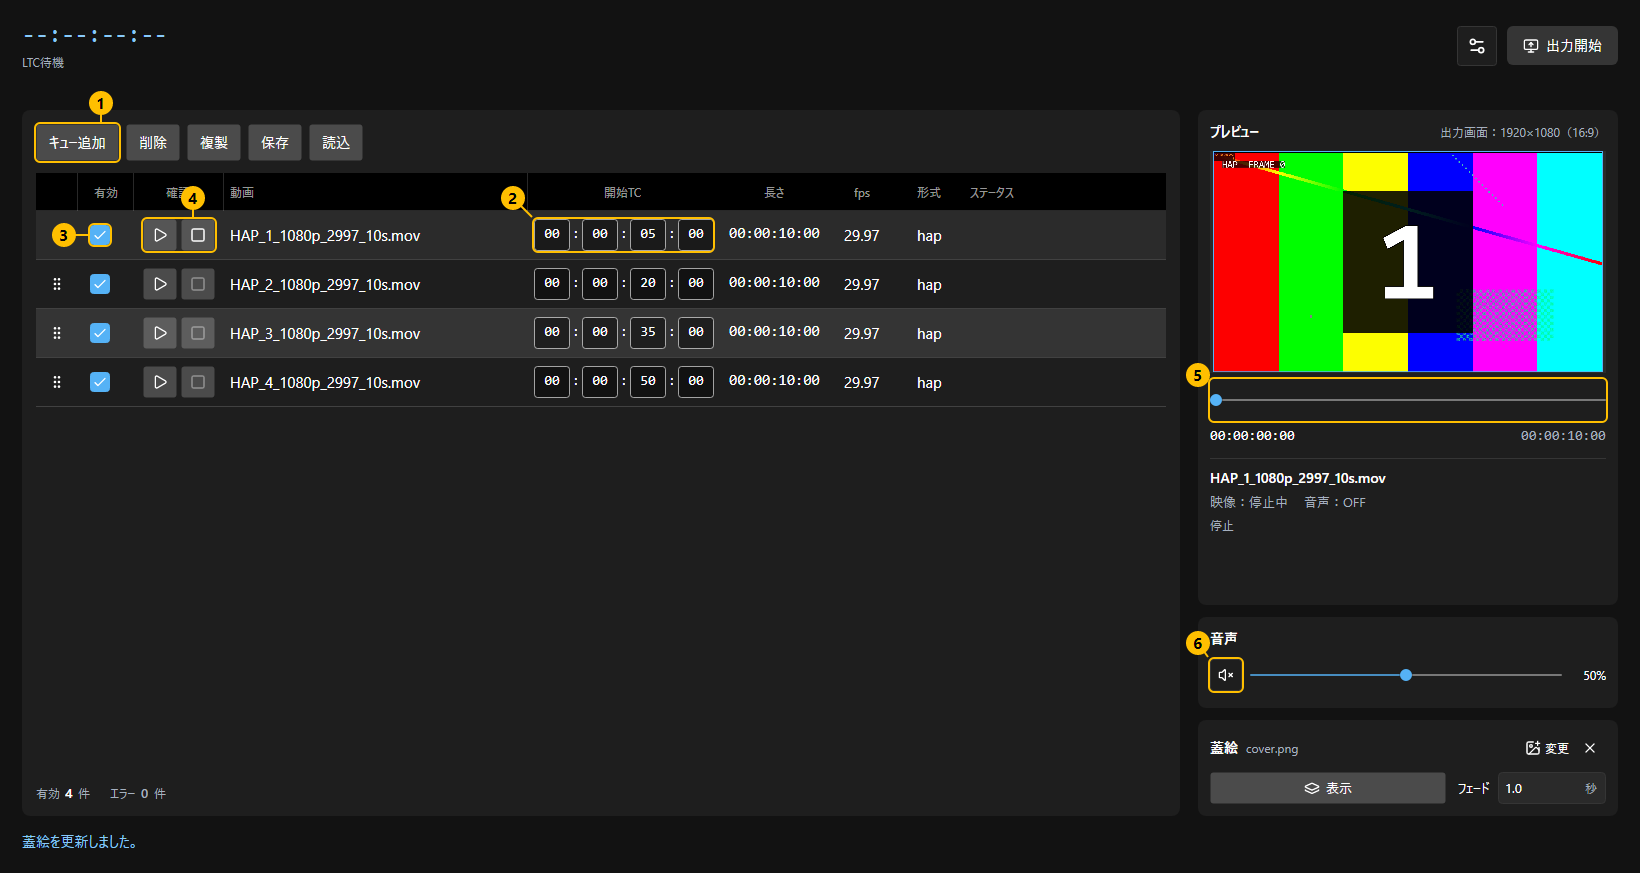 --:--:--:--
LTC待機
出力開始
1
キュー追加 削除 複製 保存 読込
有効 動画 開始TC 長さ fps 形式 ステータス
4
2
3
HAP_1_1080p_2997_10s.mov 00 : 00 : 05 : 00 00:00:10:00 29.97 hap
HAP_2_1080p_2997_10s.mov 00 : 00 : 20 : 00 00:00:10:00 29.97 hap
HAP_3_1080p_2997_10s.mov 00 : 00 : 35 : 00 00:00:10:00 29.97 hap
HAP_4_1080p_2997_10s.mov 00 : 00 : 50 : 00 00:00:10:00 29.97 hap
有効 4 件 エラー 0 件
蓋絵を更新しました。
プレビュー 出力画面：1920×1080（16:9）
HAP FRAME 0
1
5
00:00:00:00 00:00:10:00
HAP_1_1080p_2997_10s.mov
映像：停止中 音声：OFF
停止
6
音声
50%
蓋絵 cover.png 変更
表示 フェード 1.0 秒